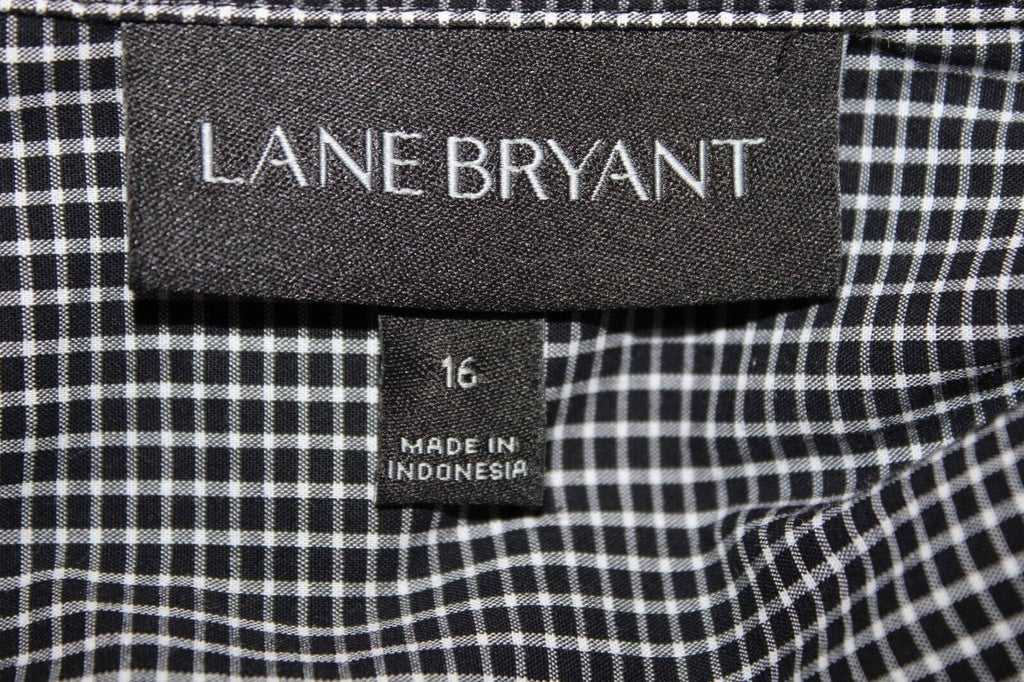 LANE BRYANT
16
MADE IN
INDONESIA